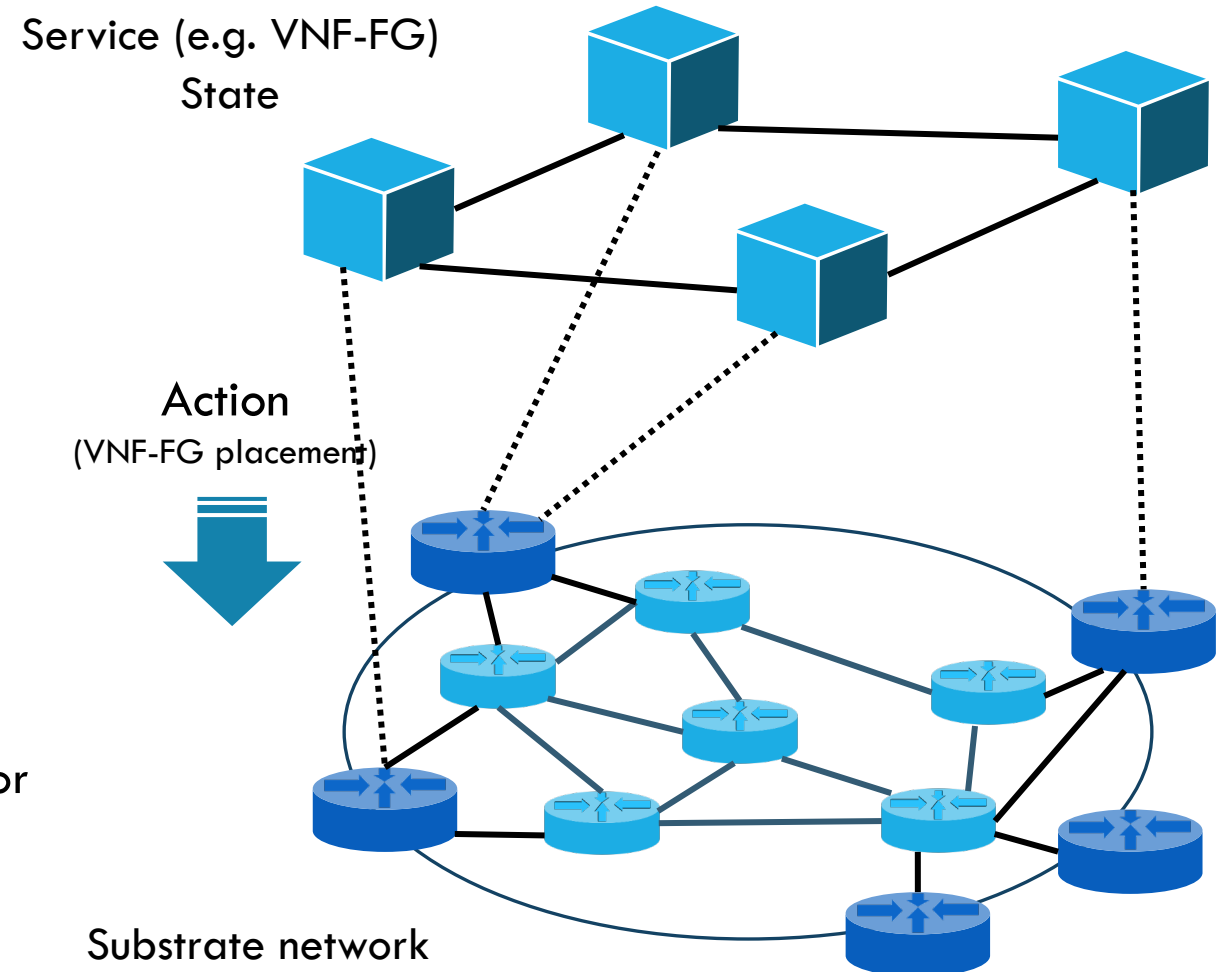 Service (e.g. VNF-FG)
State
Action
(VNF-FG placement)
or
Substrate network